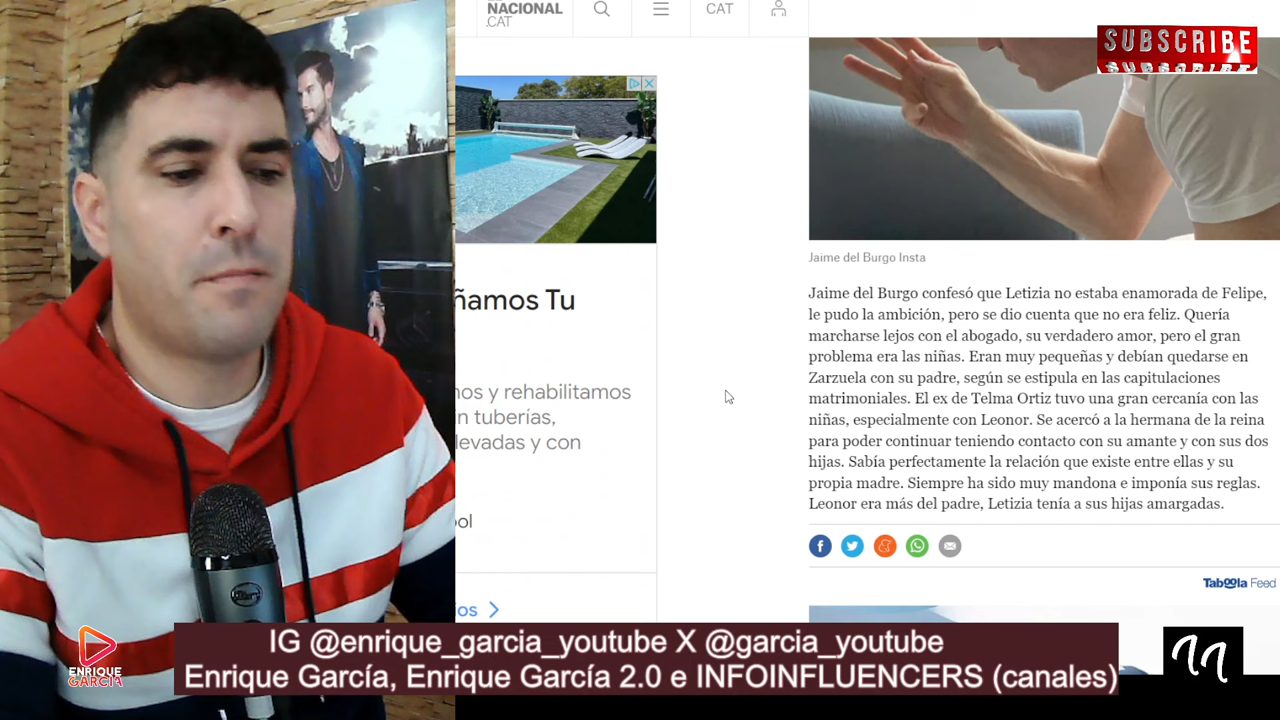 NACIONAL
.CAT
CAT
SUBSCRIBE
ñamos Tu
nos y rehabilitamos
n tuberías,
levadas y con
ool
os
Jaime del Burgo Insta
Jaime del Burgo confesó que Letizia no estaba enamorada de Felipe,
le pudo la ambición, pero se dio cuenta que no era feliz. Quería
marcharse lejos con el abogado, su verdadero amor, pero el gran
problema era las niñas. Eran muy pequeñas y debían quedarse en
Zarzuela con su padre, según se estipula en las capitulaciones
matrimoniales. El ex de Telma Ortiz tuvo una gran cercanía con las
niñas, especialmente con Leonor. Se acercó a la hermana de la reina
para poder continuar teniendo contacto con su amante y con sus dos
hijas. Sabía perfectamente la relación que existe entre ellas y su
propia madre. Siempre ha sido muy mandona e imponía sus reglas.
Leonor era más del padre, Letizia tenía a sus hijas amargadas.
Taboola Feed
IG @enrique_garcia_youtube X @garcia_youtube
Enrique García, Enrique García 2.0 e INFOINFLUENCERS (canales)
ENRIQUE
GARCÍA